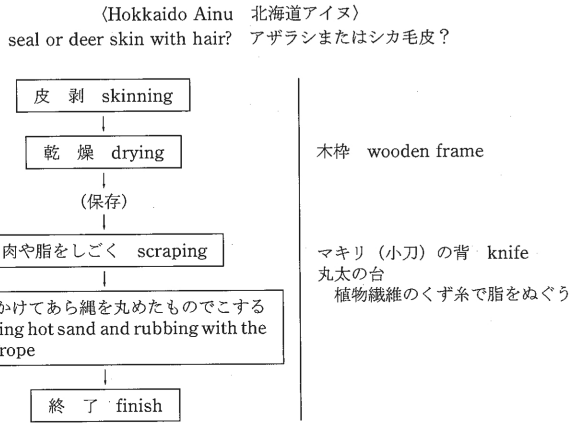 〈Hokkaido Ainu 北海道アイヌ〉
seal or deer skin with hair? アザラシまたはシカ毛皮？
皮 剥 skinning
乾 燥 drying
木枠 wooden frame
（保存）
肉や脂をしごく scraping
マキリ（小刀）の背 knife
丸太の台
植物繊維のくず糸で脂をぬぐう
かけてあら縄を丸めたものでこする
ing hot sand and rubbing with the
rope
終 了 finish